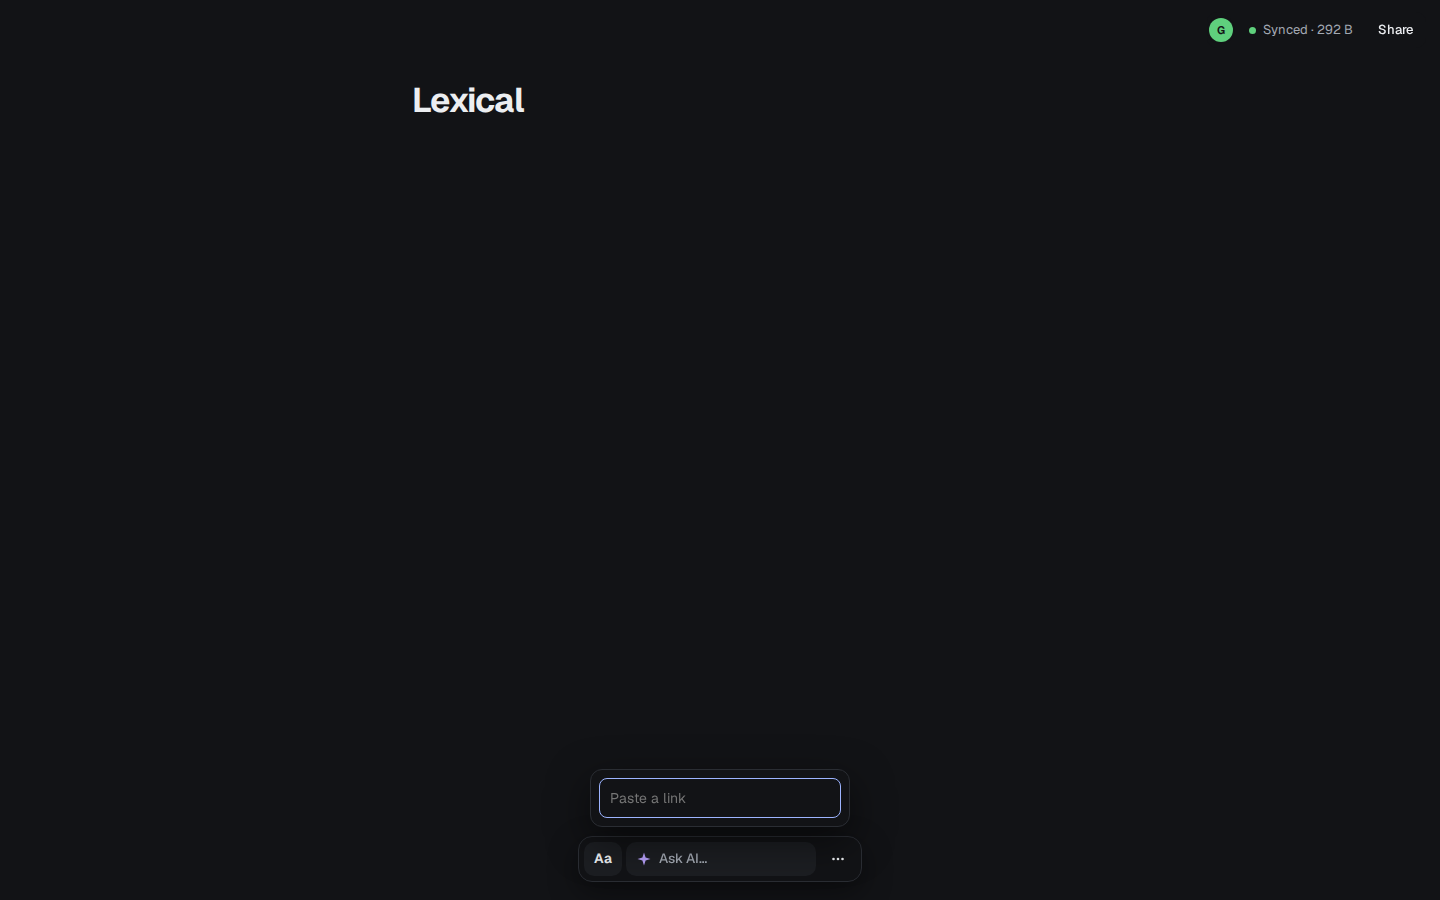 G
Synced · 292 B
Share
Lexical
Paste a link
Aa
Ask AI...